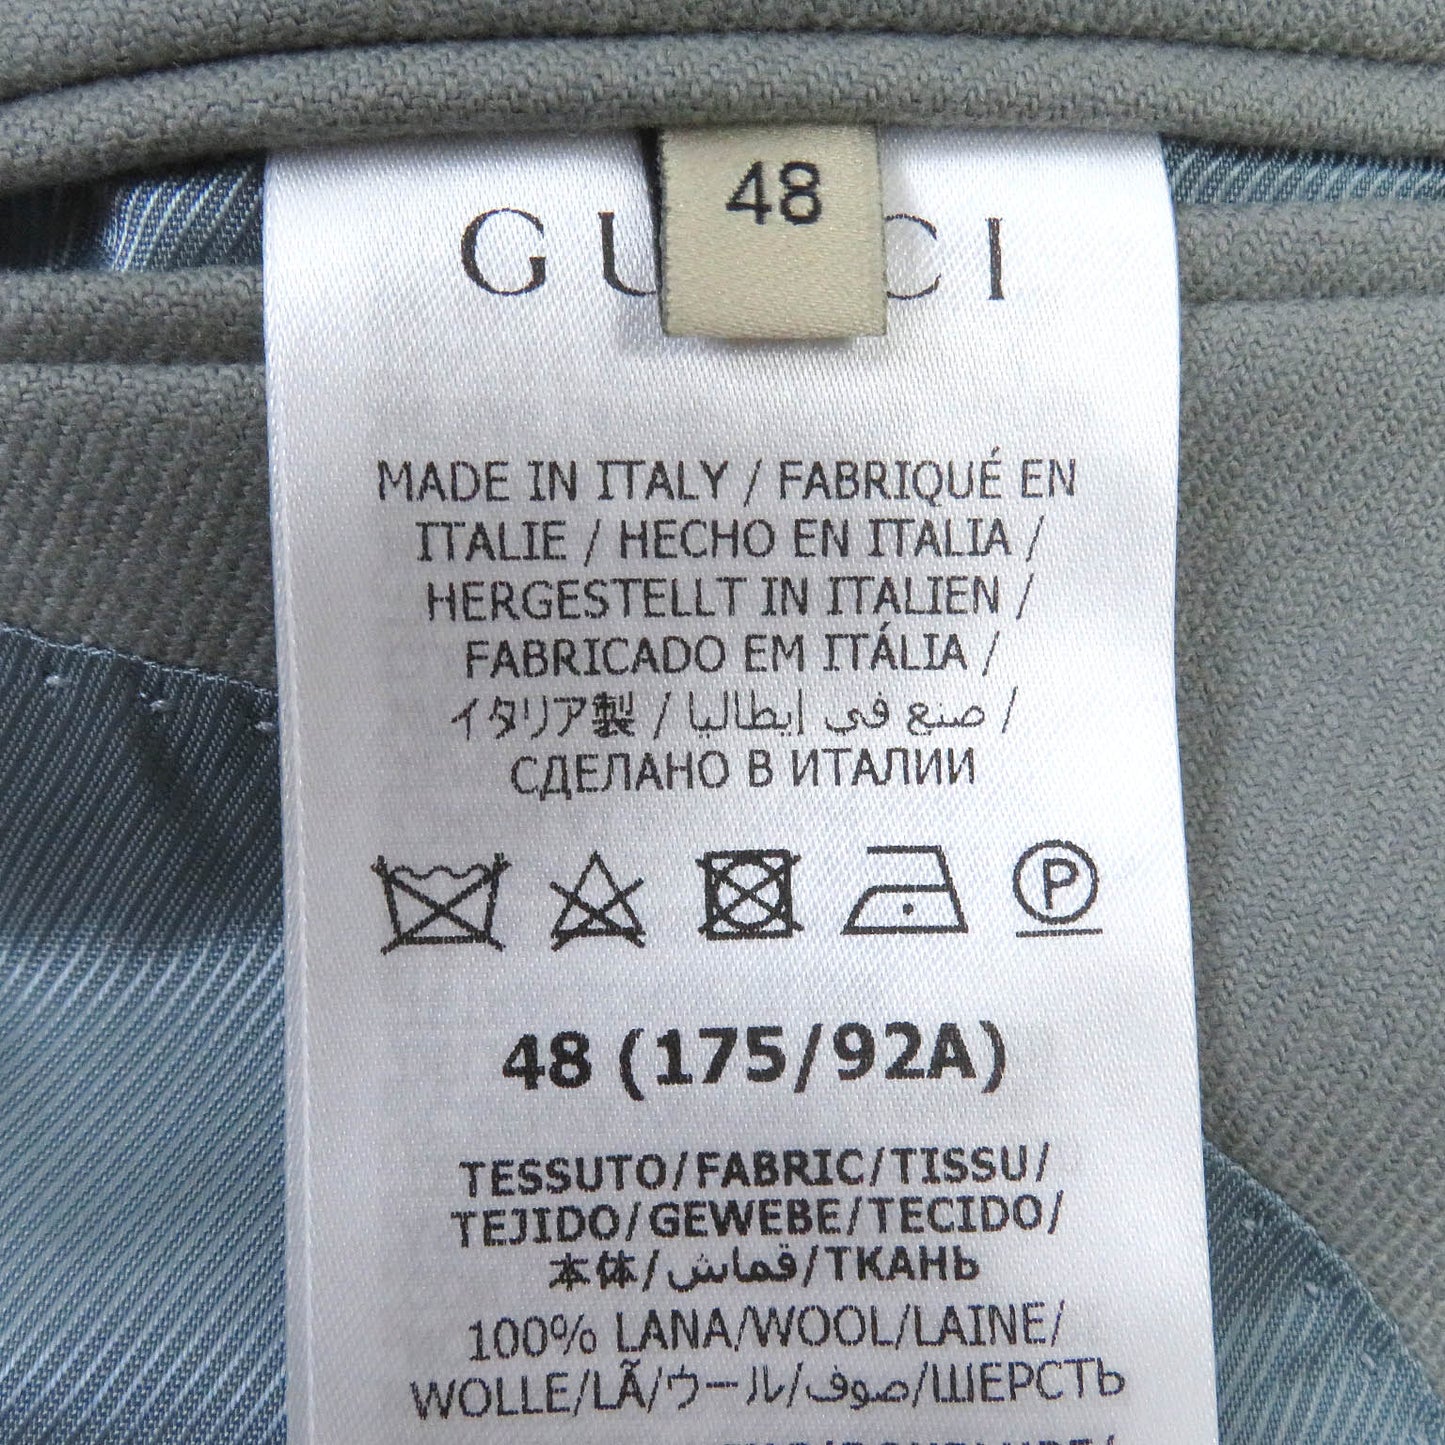 48
GUCCI
MADE IN ITALY / FABRIQUÉ EN
ITALIE / HECHO EN ITALIA /
HERGESTELLT IN ITALIEN /
FABRICADO EM ITÁLIA /
イタリア製 / صنع في إيطاليا /
СДЕЛАНО В ИТАЛИИ
P
48 (175/92A)
TESSUTO/FABRIC/TISSU/
TEJIDO/GEWEBE/TECIDO/
本体/قماش/ТКАНЬ
100% LANA/WOOL/LAINE/
WOLLE/LÃ/ウール/صوف/ШЕРСТЬ